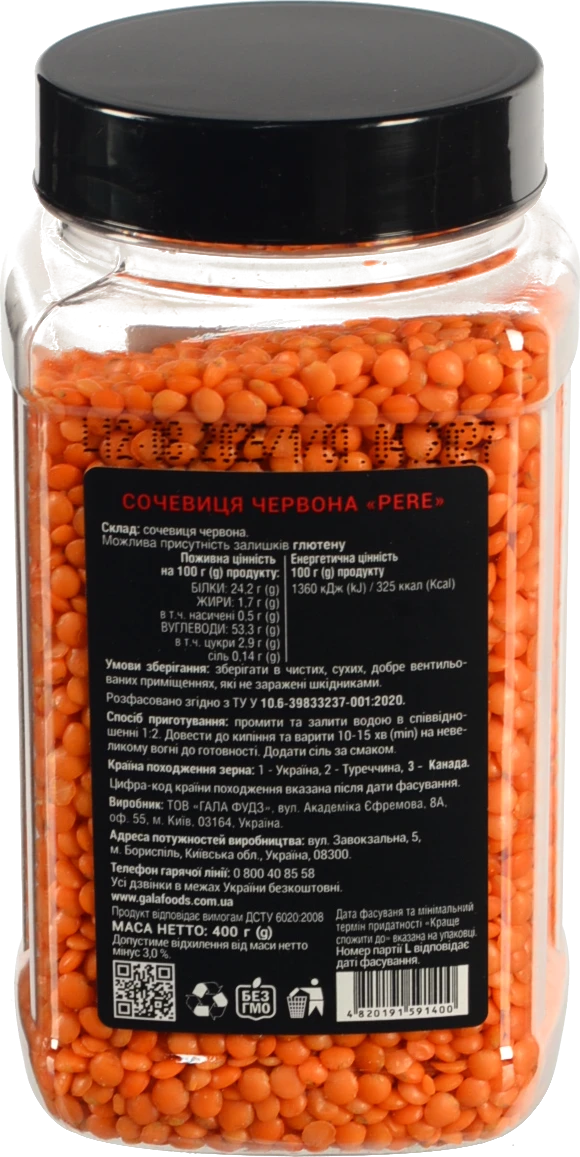 СОЧЕВИЦЯ ЧЕРВОНА «PERE»
Склад: сочевиця червона.
Можлива присутність залишків глютену
Поживна цінність
на 100 г (g) продукту:
БІЛКИ: 24,2 г (g)
ЖИРИ: 1,7 г (g)
в т.ч. насичені 0.5 г (g)
ВУГЛЕВОДИ: 53,3 г (g)
в т.ч. цукри 2,9 г (g)
сіль 0,14 г (g)
Енергетична цінність
100 г (g) продукту
1360 кДж (kJ) / 325 ккал (Kcal)
Умови зберігання: зберігати в чистих, сухих, добре вентильо-
ваних приміщеннях, які не заражені шкідниками.
Розфасовано згідно з ТУ У 10.6-39833237-001:2020.
Спосіб приготування: промити та залити водою в співвідно-
шенні 1:2. Довести до кипіння та варити 10-15 хв (min) на неве-
ликому вогні до готовності. Додати сіль за смаком.
Країна походження зерна: 1 - Україна, 2 - Туреччина, 3 - Канада.
Цифра-код країни походження вказана після дати фасування.
Виробник: ТОВ «ГАЛА ФУДЗ», вул. Академіка Єфремова, 8А,
оф. 55, м. Київ, 03164, Україна.
Адреса потужностей виробництва: вул. Завокзальна, 5,
м. Бориспіль, Київська обл., Україна, 08300.
Телефон гарячої лінії: 0 800 40 85 58
Усі дзвінки в межах України безкоштовні.
www.galafoods.com.ua
Продукт відповідає вимогам ДСТУ 6020:2008
МАСА НЕТТО: 400 г (g)
Допустиме відхилення від маси нетто
мінус 3,0 %.
Дата фасуваня та мінімальний
термін придатності «Краще
спожити до» вказана на упаковці.
Номер партії L відповідає
даті фасування.
БЕЗ
ГМО
4 820191 591400